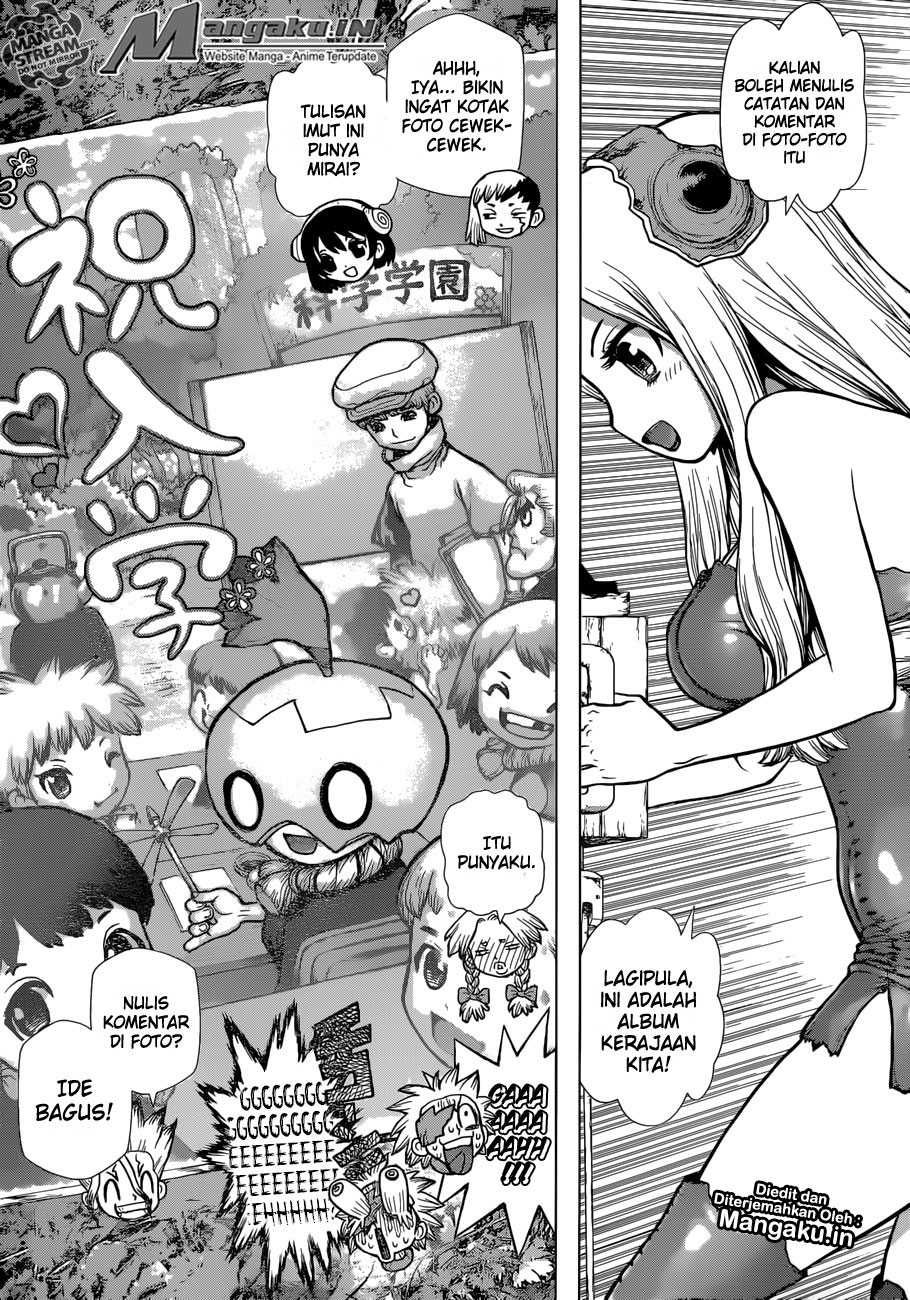 MANGA
STREAM
DO NOT MIRROR
Mangaku.in
Website Manga - Anime Terupdate
KALIAN
BOLEH MENULIS
CATATAN DAN
KOMENTAR
DI FOTO-FOTO
ITU
AHHH,
IYA... BIKIN
INGAT KOTAK
FOTO CEWEK-
CEWEK.
TULISAN
IMUT INI
PUNYA
MIRAI?
科学学園
祝
入
学
LAGIPULA,
INI ADALAH
ALBUM
KERAJAAN
KITA!
ITU
PUNYAKU.
NULIS
KOMENTAR
DI FOTO?
IDE
BAGUS!
GAAA
AAAAA
AAHH
!!!
GGGGGGGG
GGGGGGGGG
EEEEEEEEE
EEEEEEEEE
EEEEEEEE
Diedit dan
Diterjemahkan Oleh :
Mangaku.in